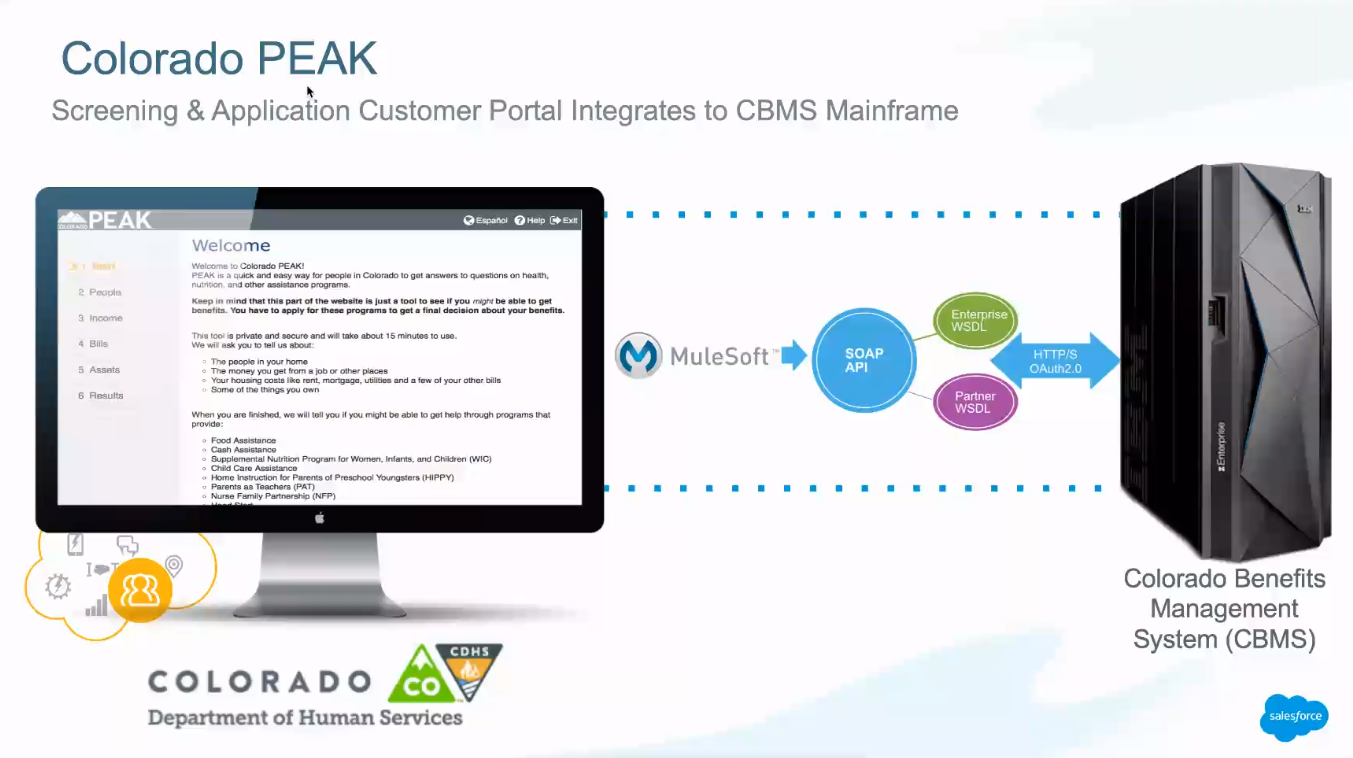 Colorado PEAK
Screening & Application Customer Portal Integrates to CBMS Mainframe
COLORADO PEAK
Español Help Exit
Welcome
Welcome to Colorado PEAK!
PEAK is a quick and easy way for people in Colorado to get answers to questions on health,
nutrition, and other assistance programs.
Keep in mind that this part of the website is just a tool to see if you might be able to get
benefits. You have to apply for these programs to get a final decision about your benefits.
This tool is private and secure and will take about 15 minutes to use.
We will ask you to tell us about:
The people in your home
The money you get from a job or other places
Your housing costs like rent, mortgage, utilities and a few of your other bills
Some of the things you own
When you are finished, we will tell you if you might be able to get help through programs that
provide:
Food Assistance
Cash Assistance
Supplemental Nutrition Program for Women, Infants, and Children (WIC)
Child Care Assistance
Home Instruction for Parents of Preschool Youngsters (HIPPY)
Parents as Teachers (PAT)
Nurse Family Partnership (NFP)
2 People
3 Income
4 Bills
5 Assets
6 Results
MuleSoft™
SOAP
API
Enterprise
WSDL
Partner
WSDL
HTTP/S
OAuth2.0
IBM
zEnterprise
Colorado Benefits
Management
System (CBMS)
COLORADO
CO
CDHS
Department of Human Services
salesforce